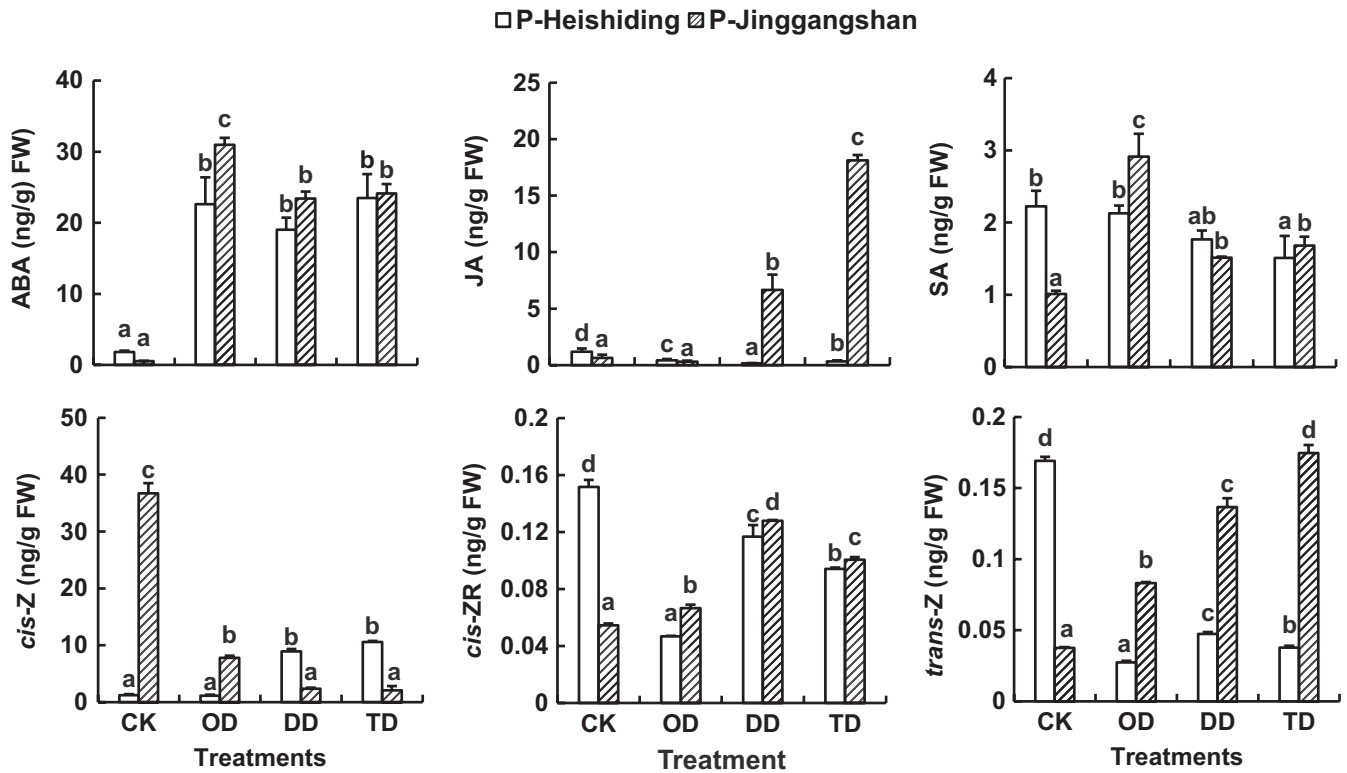 P-Heishiding P-Jinggangshan
ABA (ng/g) FW)
40
30
20
10
0
a a b c b b b b
JA (ng/g FW)
25
20
15
10
5
0
d a c a a b b c
SA (ng/g FW)
4
3
2
1
0
b a b c ab b a b
cis-Z (ng/g FW)
50
40
30
20
10
0
a c a b b a b a
CK OD DD TD
Treatments
cis-ZR (ng/g FW)
0.2
0.16
0.12
0.08
0.04
0
d a a b c d b c
CK OD DD TD
Treatment
trans-Z (ng/g FW)
0.2
0.15
0.1
0.05
0
d a a b c c b d
CK OD DD TD
Treatments